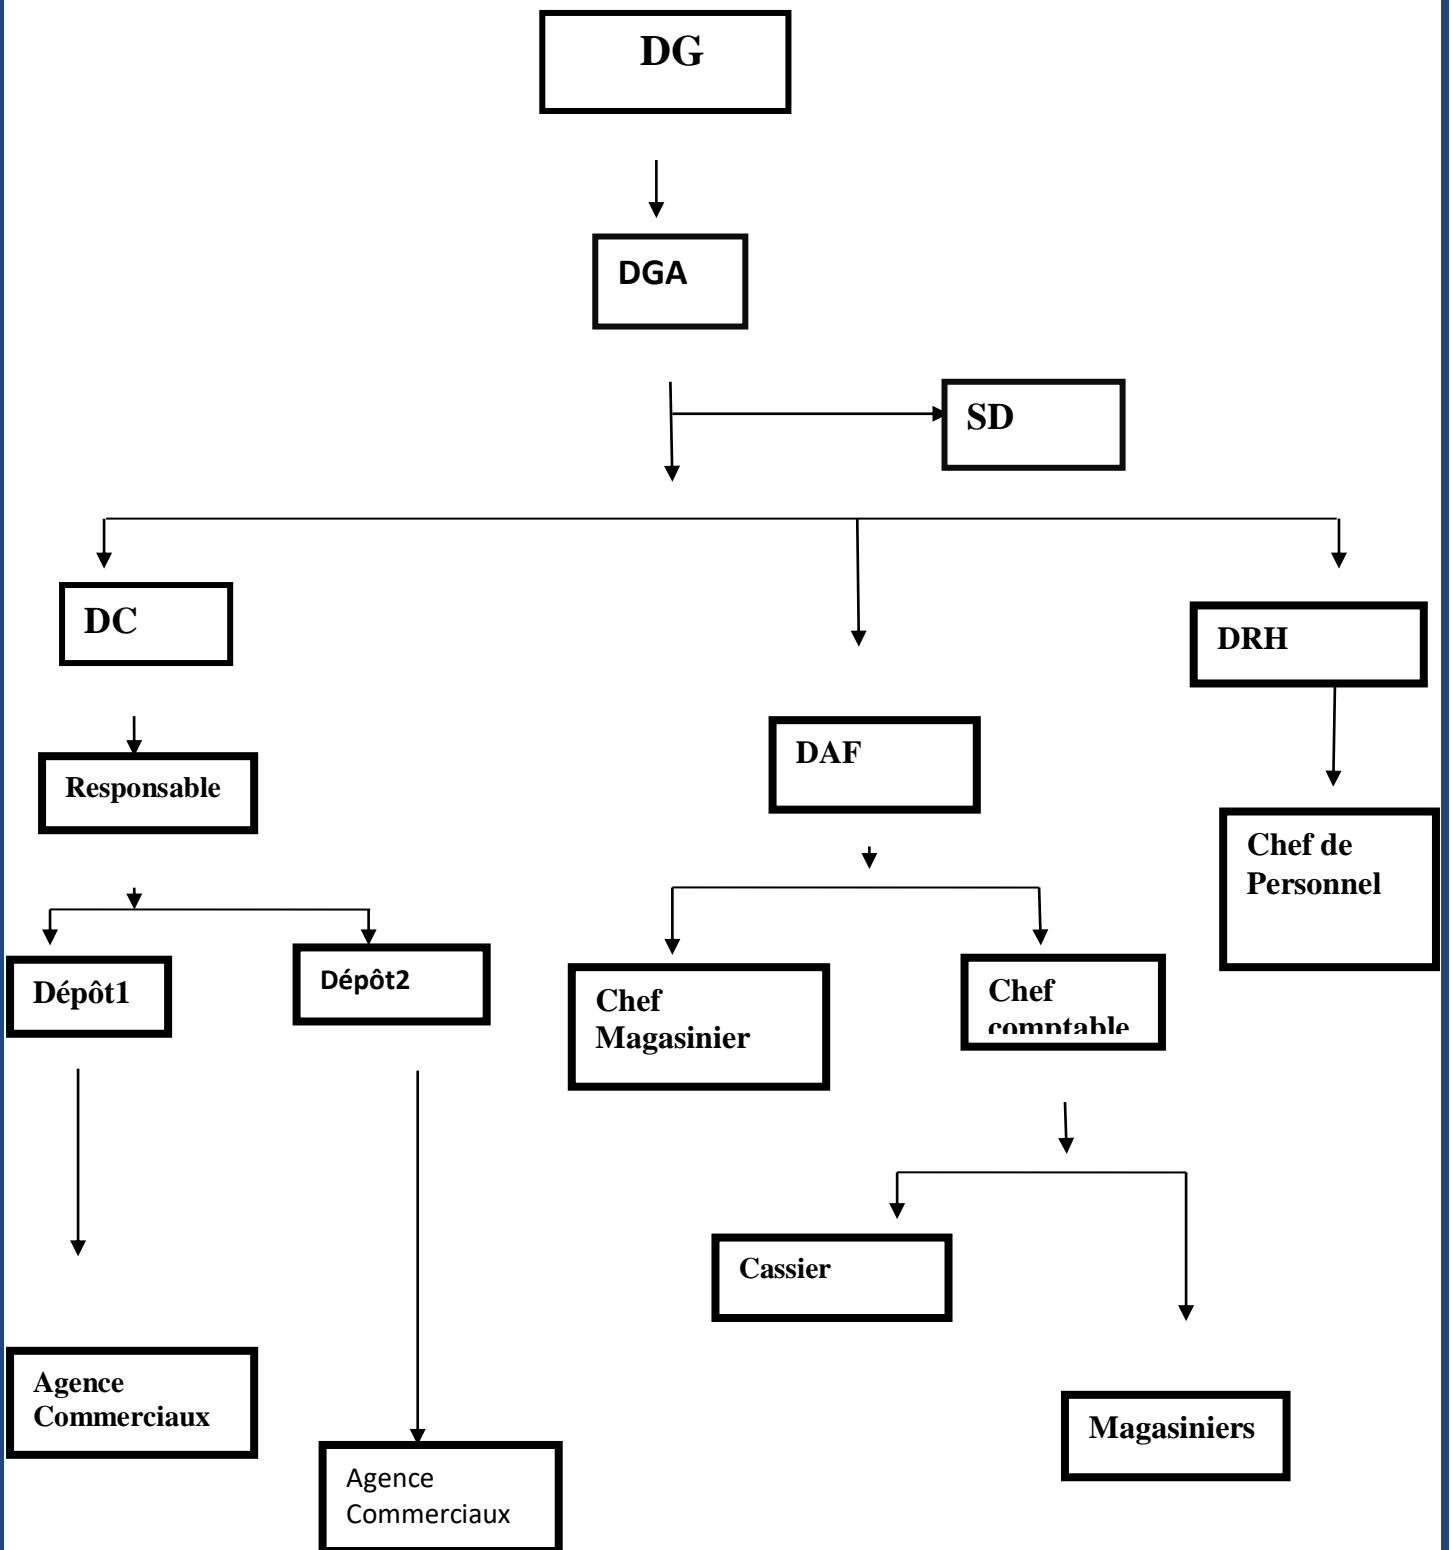 DG
DGA
SD
DC
DRH
DAF
Responsable
Chef de
Personnel
Dépôt1
Dépôt2
Chef
Magasinier
Chef
comptable
Cassier
Agence
Commerciaux
Magasiniers
Agence
Commerciaux